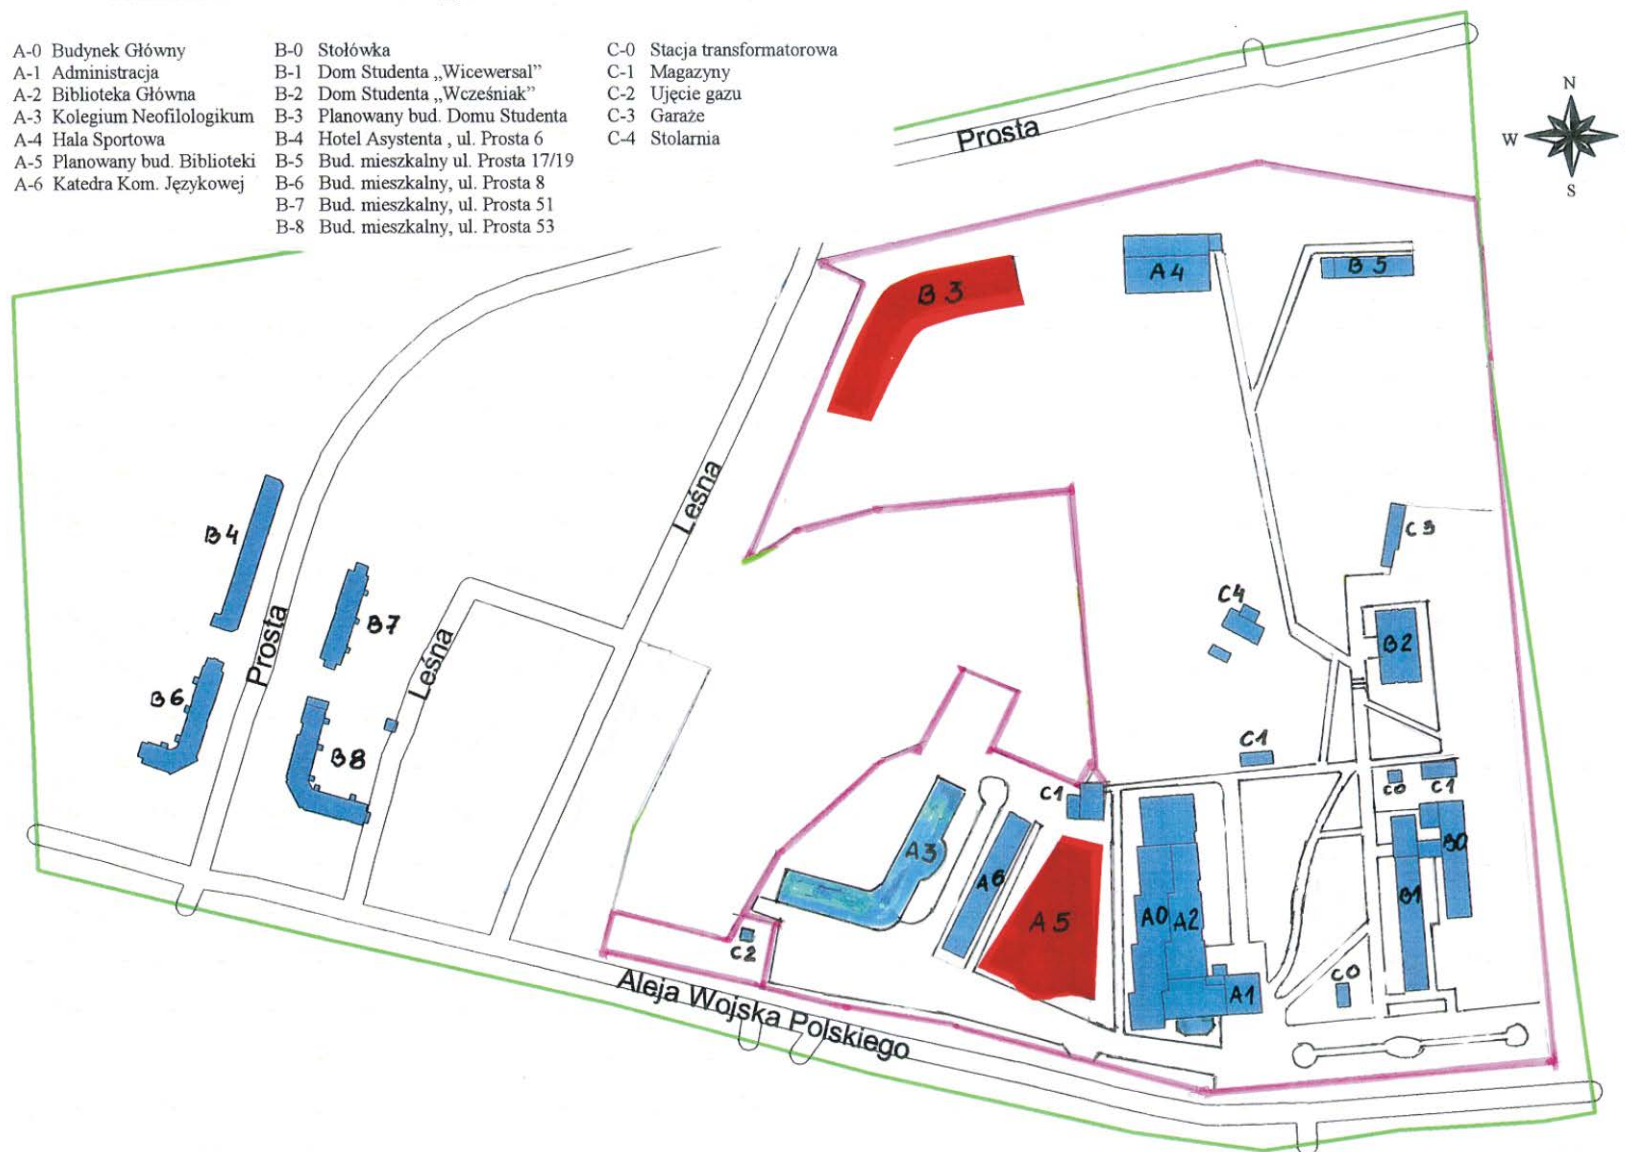 A-0 Budynek Główny
A-1 Administracja
A-2 Biblioteka Główna
A-3 Kolegium Neofilologikum
A-4 Hala Sportowa
A-5 Planowany bud. Biblioteki
A-6 Katedra Kom. Językowej
B-0 Stołówka
B-1 Dom Studenta „Wicewersal”
B-2 Dom Studenta „Wcześniak”
B-3 Planowany bud. Domu Studenta
B-4 Hotel Asystenta , ul. Prosta 6
B-5 Bud. mieszkalny ul. Prosta 17/19
B-6 Bud. mieszkalny, ul. Prosta 8
B-7 Bud. mieszkalny, ul. Prosta 51
B-8 Bud. mieszkalny, ul. Prosta 53
C-0 Stacja transformatorowa
C-1 Magazyny
C-2 Ujęcie gazu
C-3 Garaże
C-4 Stolarnia
N
W
S
Prosta
A4
B5
B3
Leśna
B4
C3
C4
B7
Prosta
Leśna
B2
B6
B8
C1
C1
C0
C1
A3
A6
B0
B1
A5
A0
A2
C2
C0
A1
Aleja Wojska Polskiego